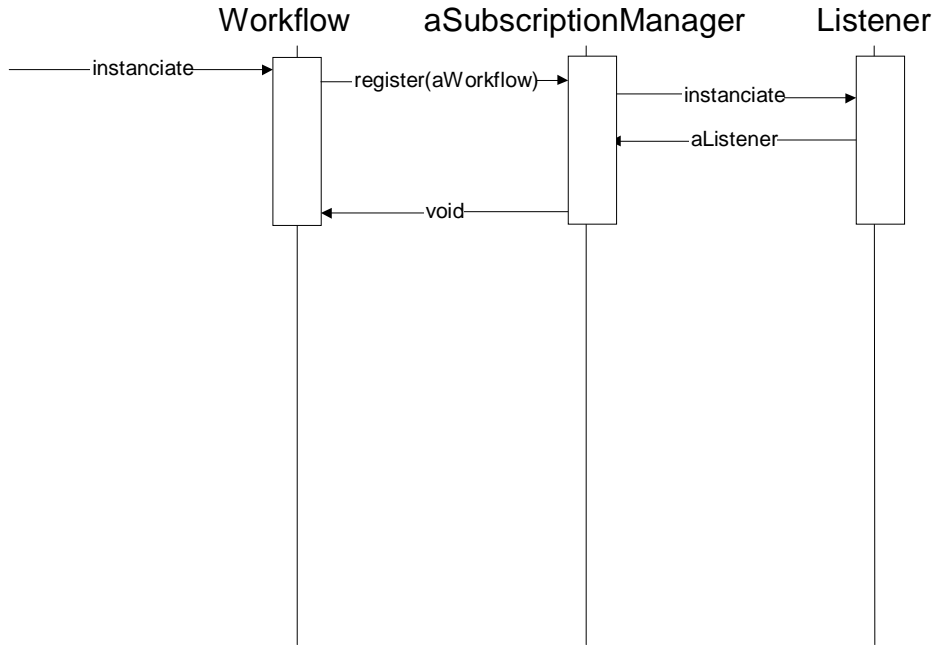 Workflow aSubscriptionManager Listener
instanciate
register(aWorkflow)
instanciate
aListener
void